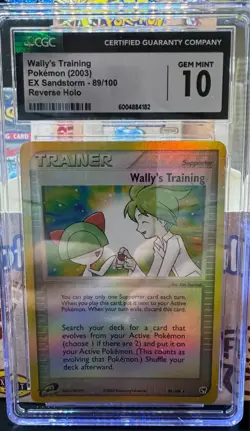 CGC
CERTIFIED GUARANTY COMPANY
Wally's Training
Pokémon (2003)
EX Sandstorm - 89/100
Reverse Holo
GEM MINT
10
6004884182
TRAINER
Supporter
Wally's Training
You can play only one Supporter card each turn.
When you play this card, put it next to your Active
Pokémon. When your turn ends, discard this card.
Search your deck for a card that
evolves from your Active Pokémon
(choose 1 if there are 2) and put it on
your Active Pokémon. (This counts as
evolving that Pokémon.) Shuffle your
deck afterward.
89/100